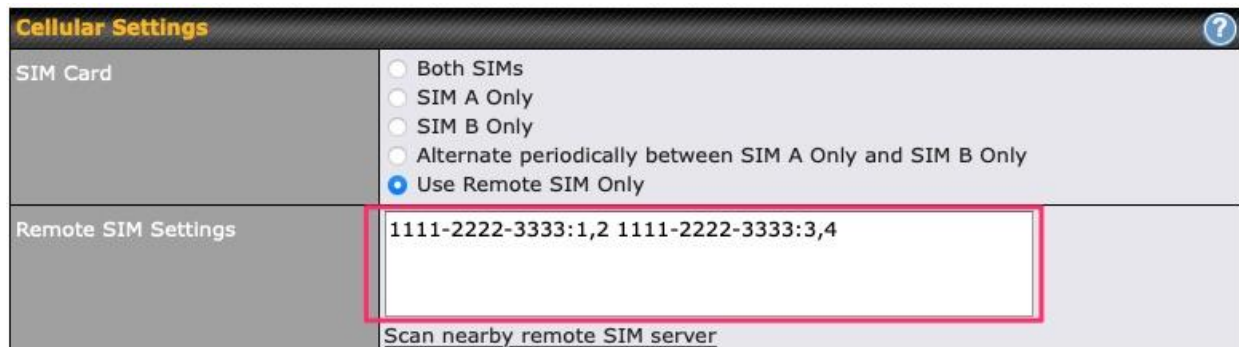 Cellular Settings
?
SIM Card
Both SIMs
SIM A Only
SIM B Only
Alternate periodically between SIM A Only and SIM B Only
Use Remote SIM Only
Remote SIM Settings
1111-2222-3333:1,2 1111-2222-3333:3,4
Scan nearby remote SIM server